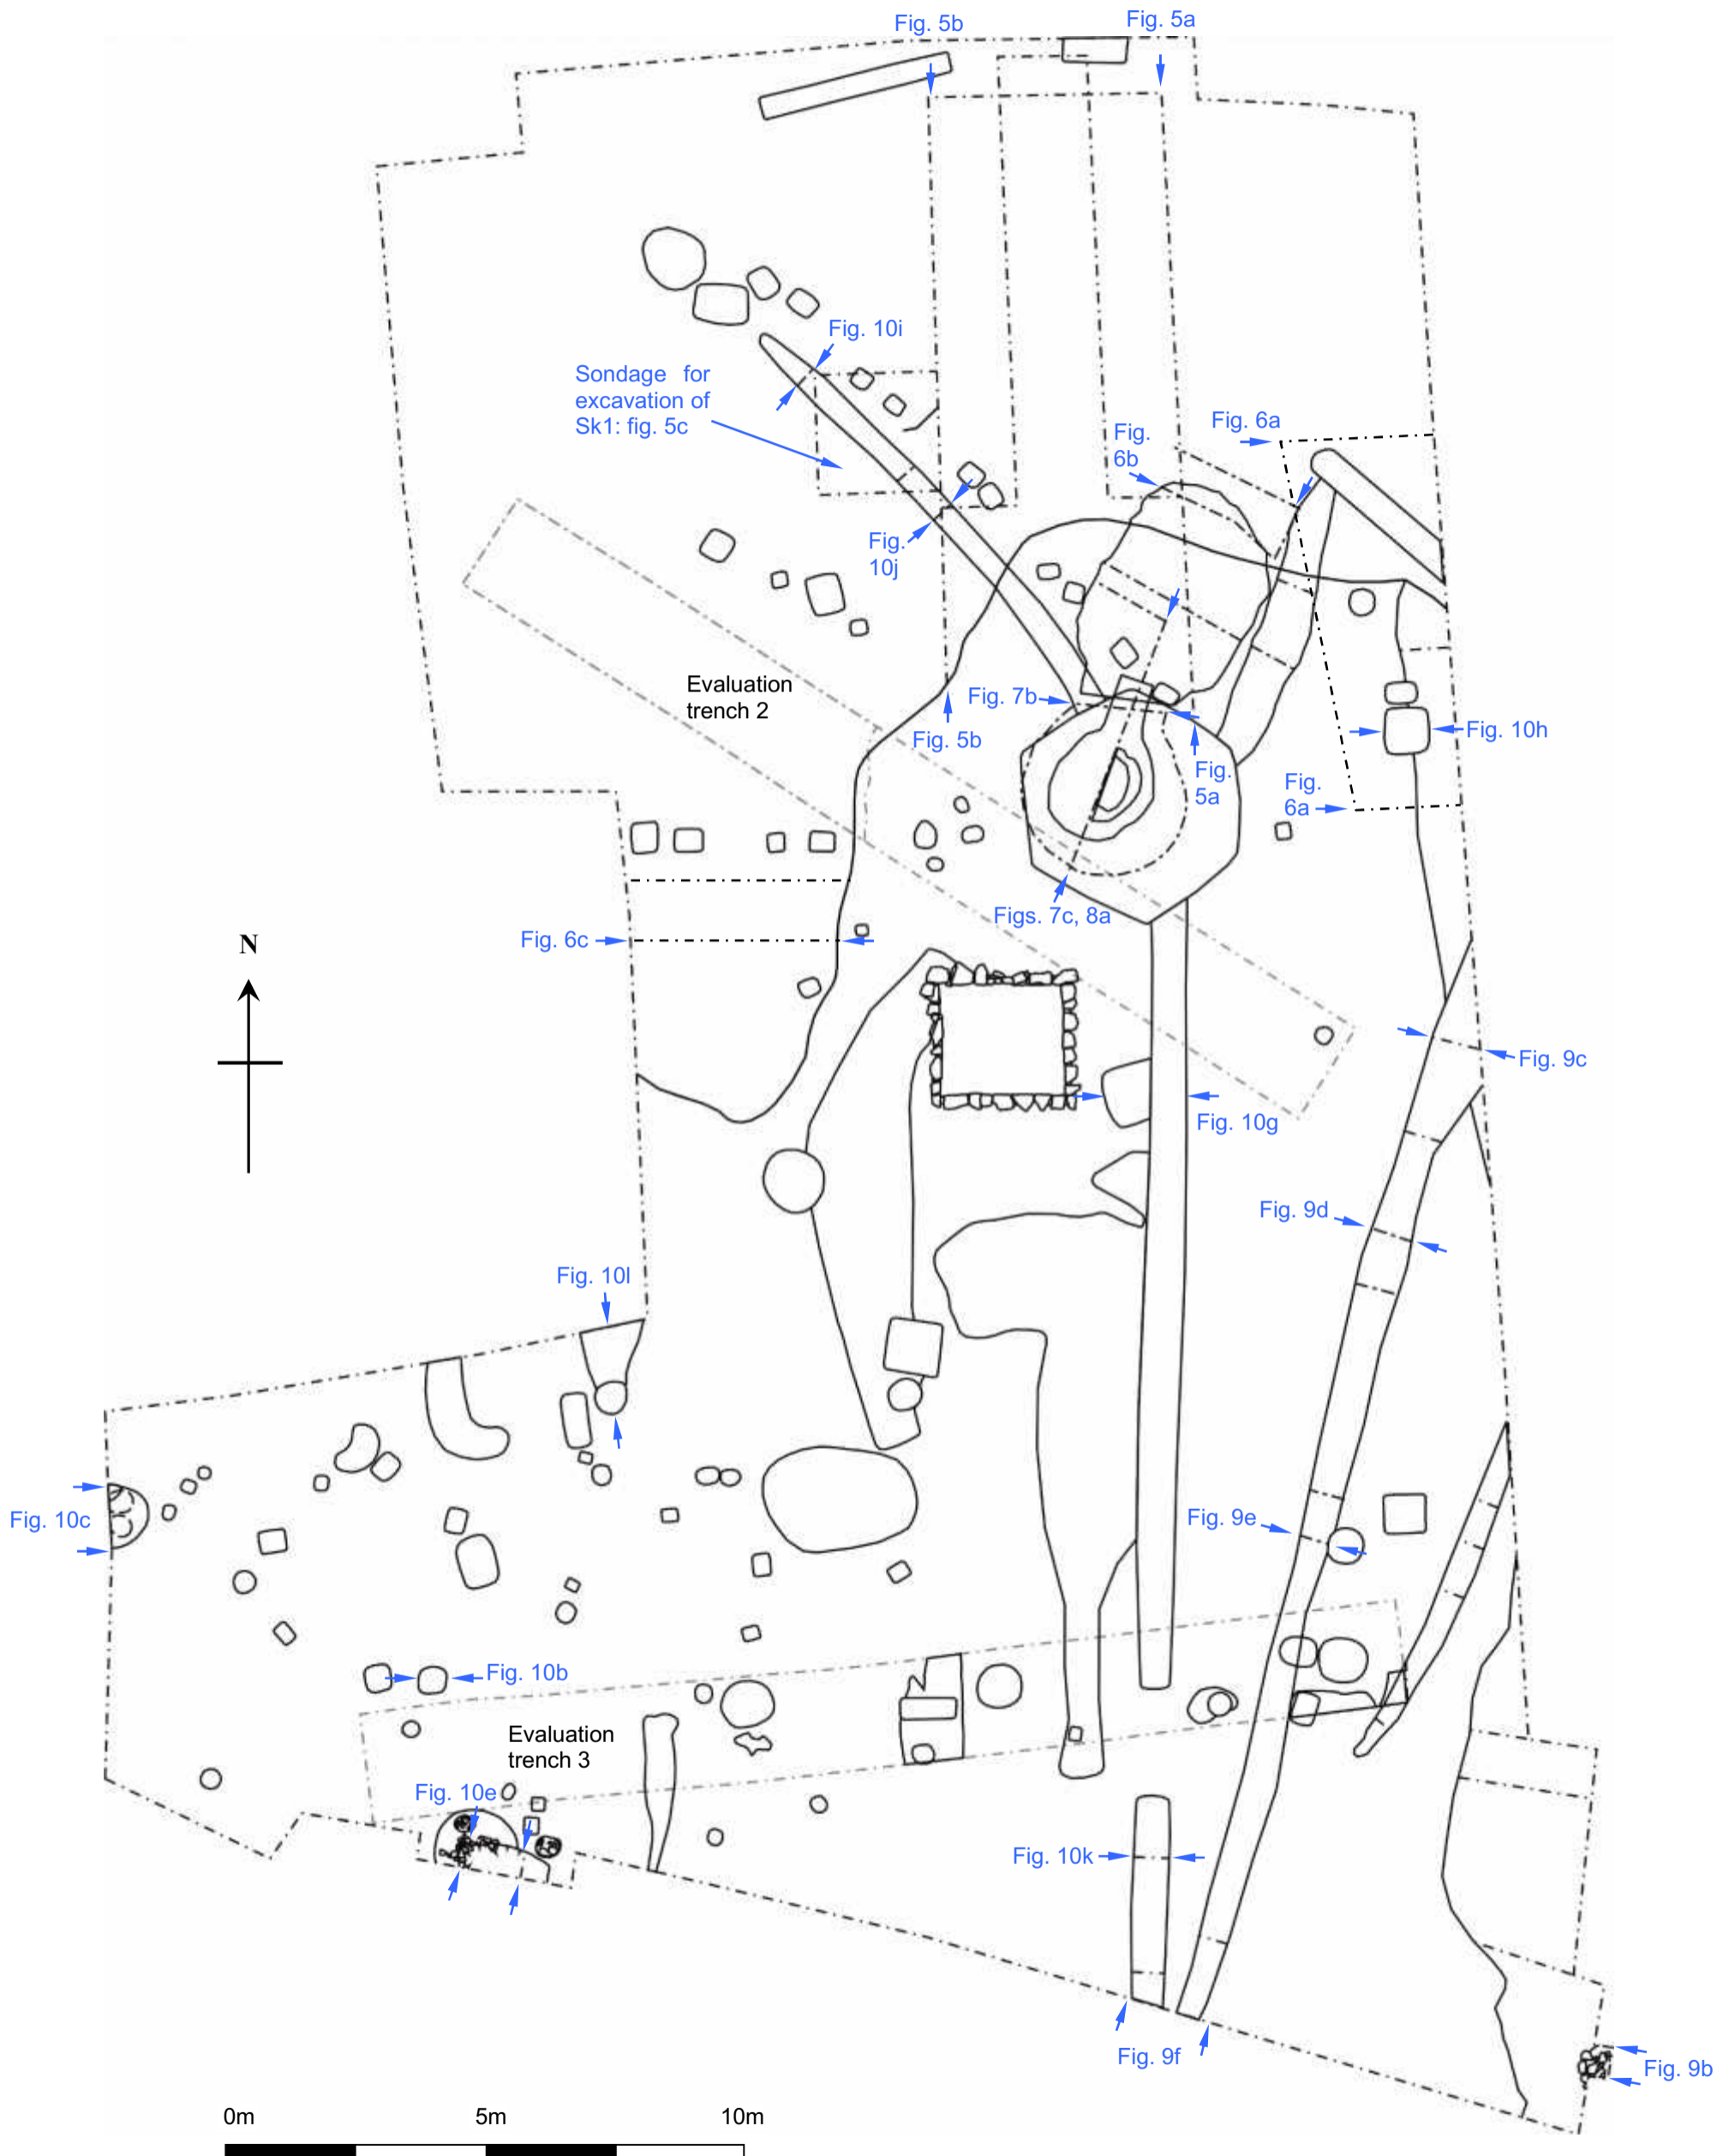 Fig. 5b
Fig. 5a
Fig. 10i
Sondage for
excavation of
Sk1: fig. 5c
Fig. 6a
Fig.
6b
Fig.
10j
Evaluation
trench 2
Fig. 7b
Fig. 5b
Fig. 10h
Fig.
5a
Fig.
6a
Figs. 7c, 8a
Fig. 6c
N
Fig. 9c
Fig. 10g
Fig. 9d
Fig. 10l
Fig. 10c
Fig. 9e
Fig. 10b
Evaluation
trench 3
Fig. 10e
Fig. 10k
Fig. 9f
Fig. 9b
0m 5m 10m